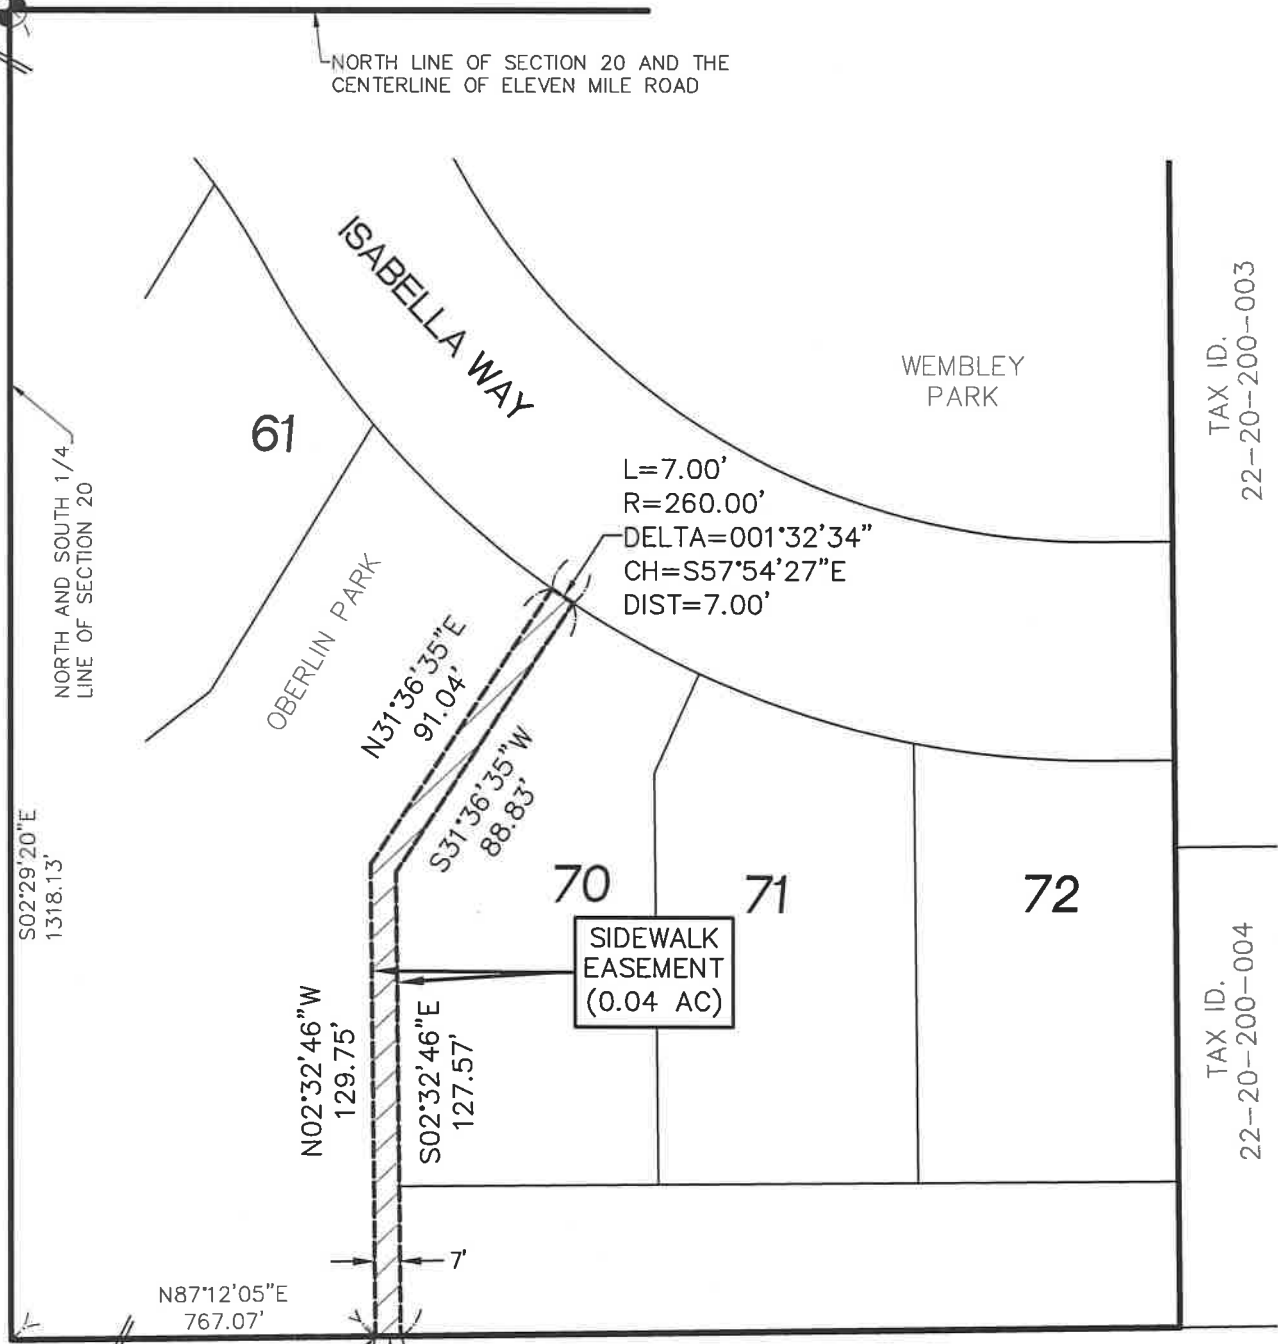 NORTH LINE OF SECTION 20 AND THE
CENTERLINE OF ELEVEN MILE ROAD
ISABELLA WAY
WEMBLEY
PARK
TAX ID.
22-20-200-003
61
NORTH AND SOUTH 1/4
LINE OF SECTION 20
L=7.00'
R=260.00'
DELTA=001°32'34"
CH=S57°54'27"E
DIST=7.00'
OBERLIN PARK
N31°36'35"E
91.04'
S31°36'35"W
88.83'
S02°29'20"E
1318.13'
70
71
72
SIDEWALK
EASEMENT
(0.04 AC)
TAX ID.
22-20-200-004
N02°32'46"W
129.75'
S02°32'46"E
127.57'
7'
N87°12'05"E
767.07'